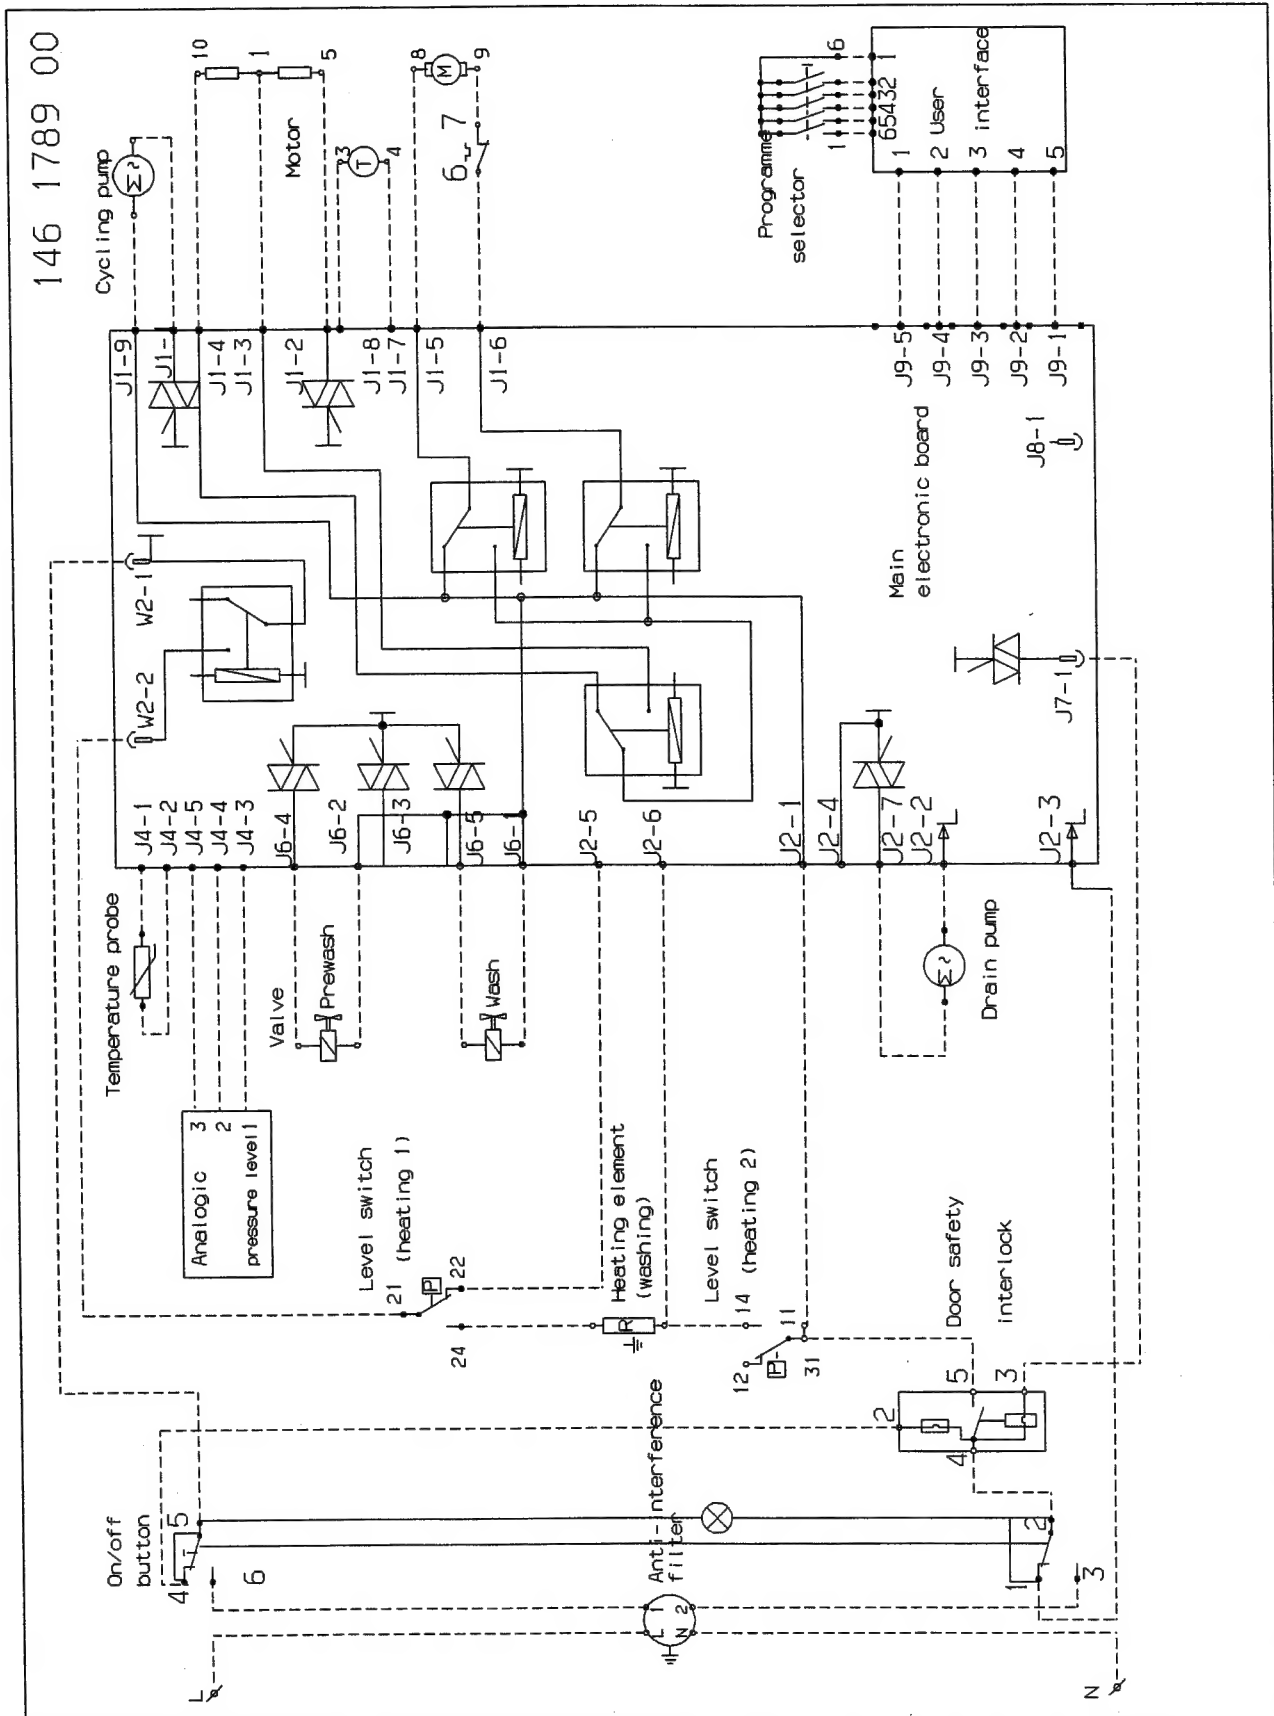 146 1789 00
Cycling pump
M
10
1
5
Motor
3
T
4
8
M
9
6
7
Programme
selector
1
6
65432
1
User
interface
1
2
3
4
5
J1-9
J1-
J1-4
J1-3
J1-2
J1-8
J1-7
J1-5
J1-6
J9-5
J9-4
J9-3
J9-2
J9-1
J8-1
Main
electronic board
W2-1
W2-2
J7-1
J4-1
J4-2
J4-5
J4-4
J4-3
J6-4
J6-2
J6-3
J6-5
J6-1
J2-5
J2-6
J2-1
J2-4
J2-7
J2-2
L
J2-3
L
Temperature probe
Analogic
pressure level
3
2
1
Valve
Prewash
Wash
Drain pump
M
Level switch
(heating 1)
21
P
22
24
Heating element
(washing)
R
Level switch
(heating 2)
14
11
12
P
31
Door safety
interlock
2
5
3
4
On/off
button
4
5
6
Anti-interference
filter
L
1
N
2
1
2
3
L
N